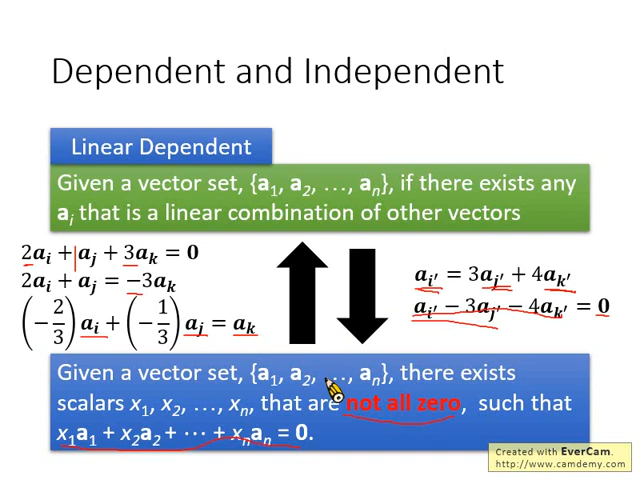 Dependent and Independent
Linear Dependent
Given a vector set, {a₁, a₂, …, aₙ}, if there exists any
aᵢ that is a linear combination of other vectors
2aᵢ + aⱼ + 3aₖ = 0
2aᵢ + aⱼ = −3aₖ
(−2/3) aᵢ + (−1/3) aⱼ = aₖ
aᵢ′ = 3aⱼ′ + 4aₖ′
aᵢ′ − 3aⱼ′ − 4aₖ′ = 0
Given a vector set, {a₁, a₂, …, aₙ}, there exists
scalars x₁, x₂, …, xₙ, that are not all zero, such that
x₁a₁ + x₂a₂ + ⋯ + xₙaₙ = 0.
Created with EverCam.
http://www.camdemy.com